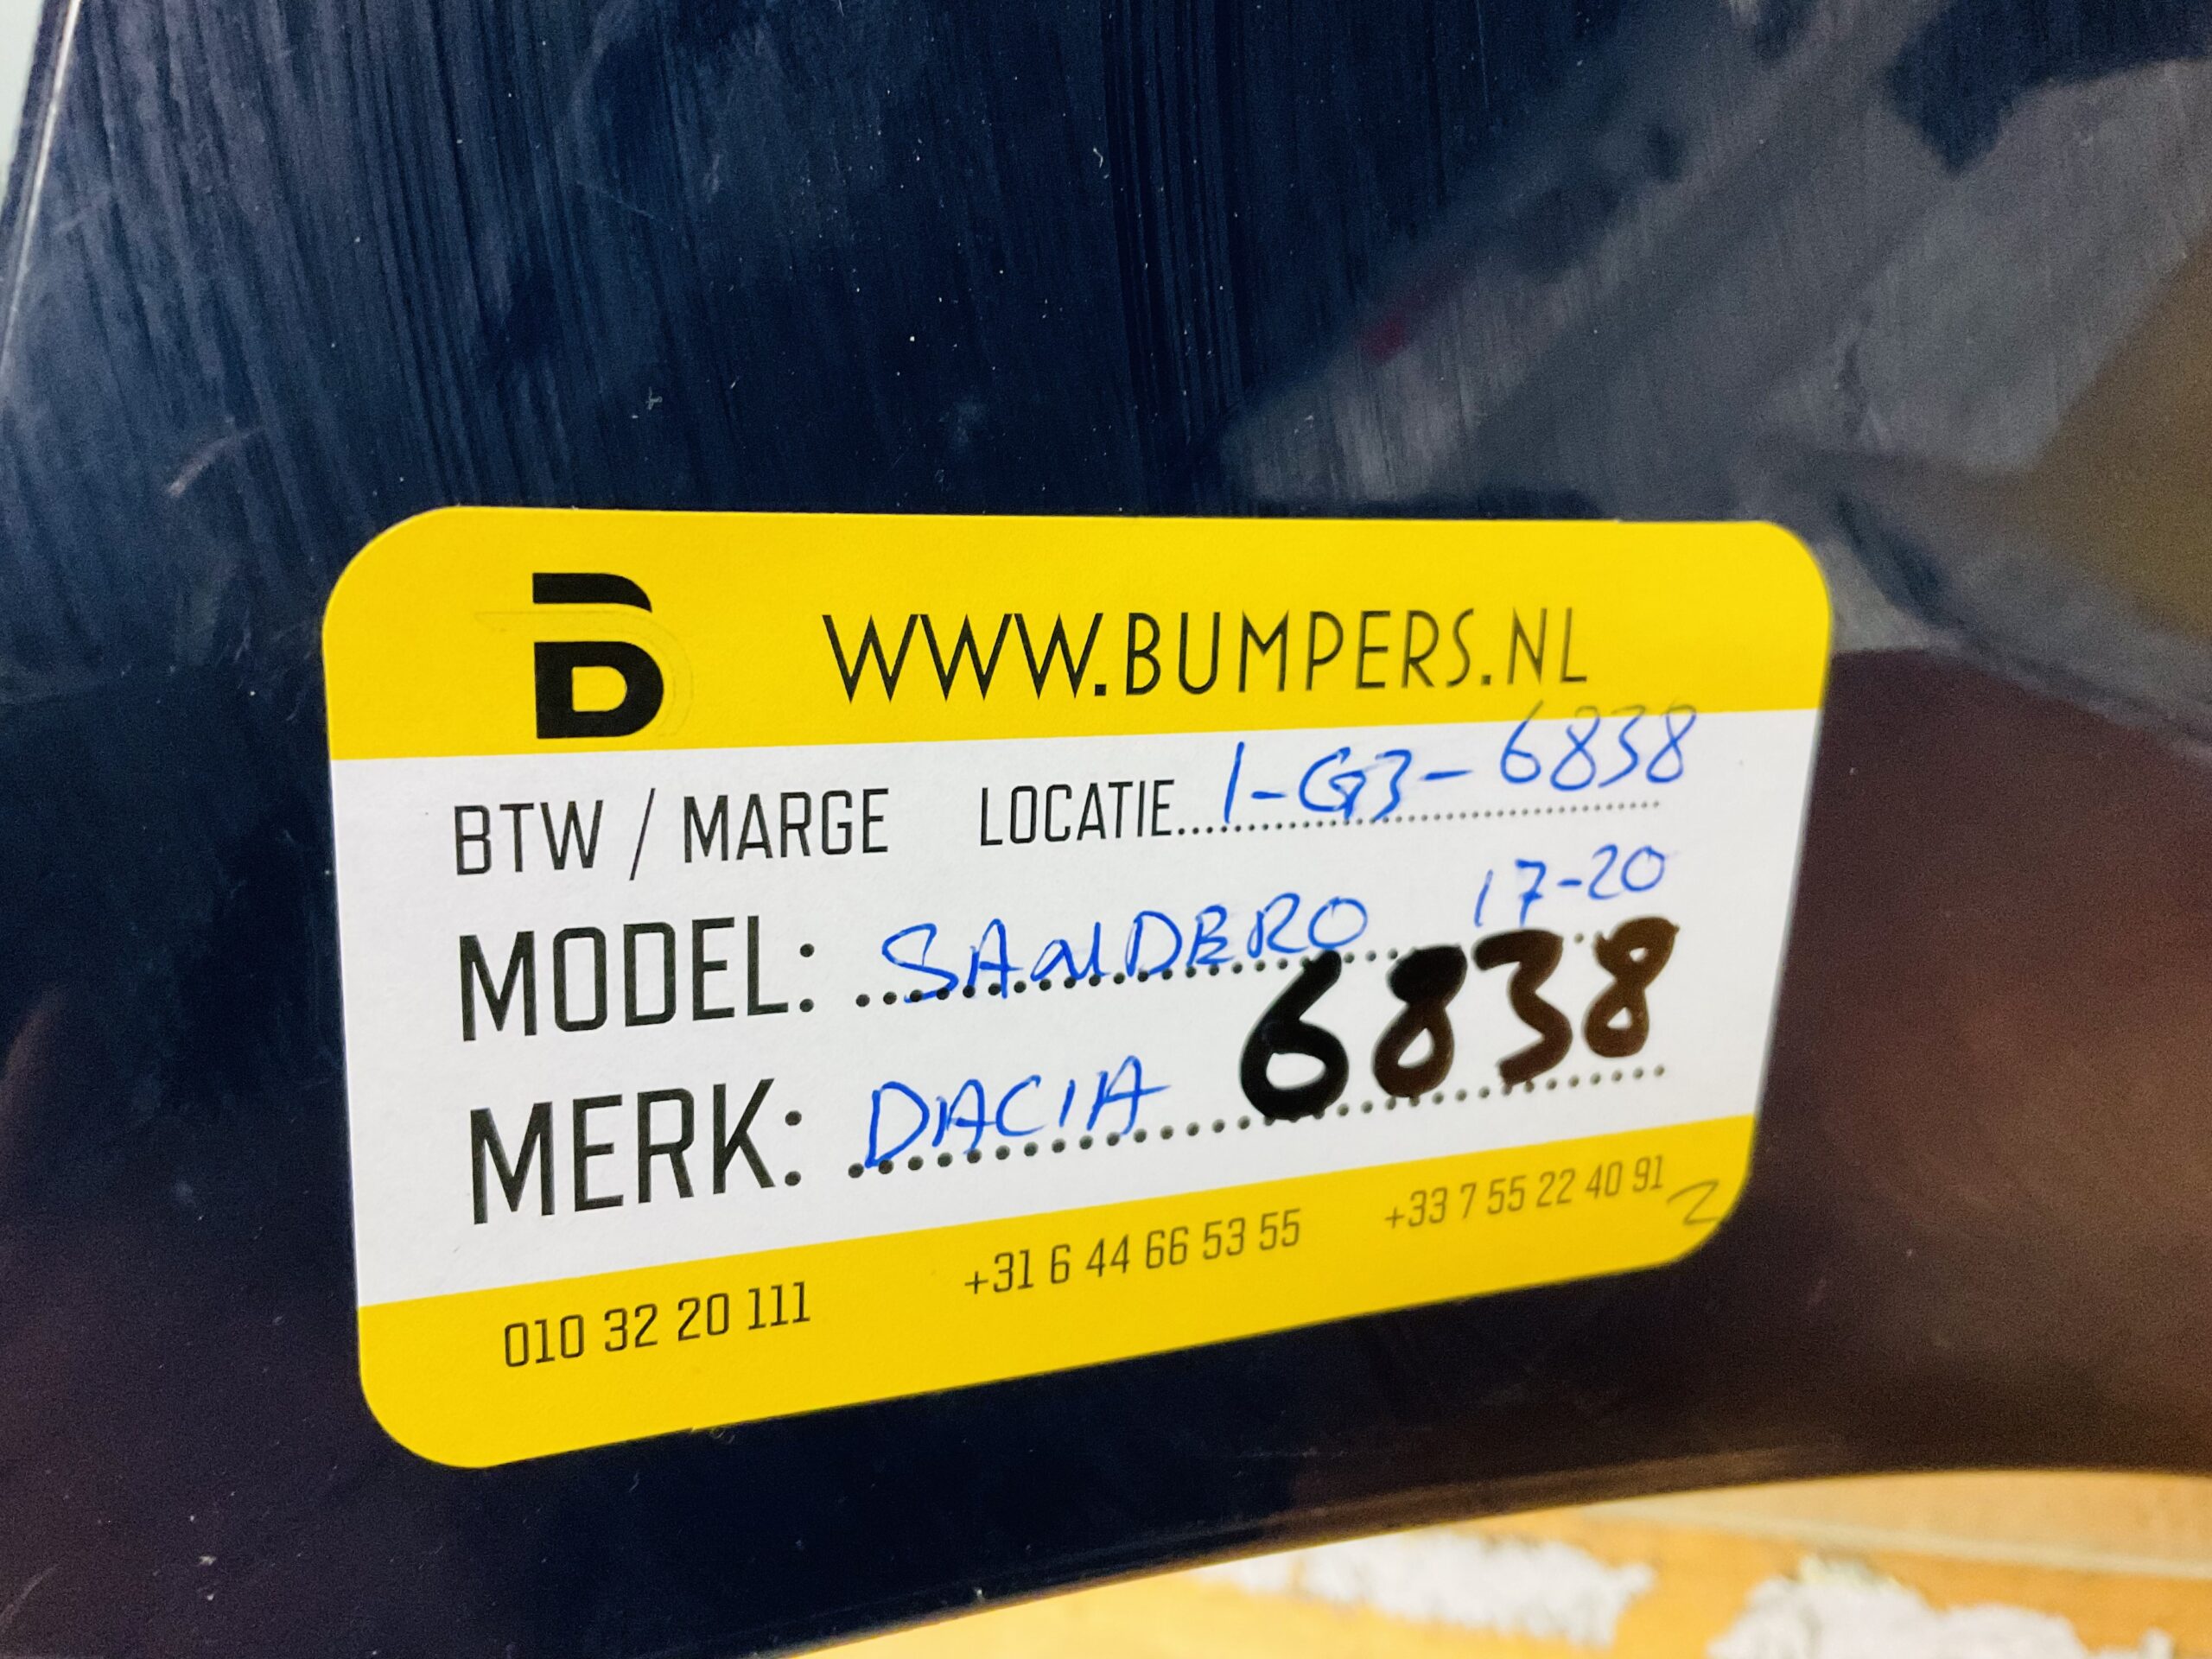 B WWW.BUMPERS.NL
BTW / MARGE LOCATIE... 1-G3-6838
MODEL: SANDERO 17-20
6838
MERK: DACIA
010 32 20 111 +31 6 44 66 53 55 +33 7 55 22 40 91 2